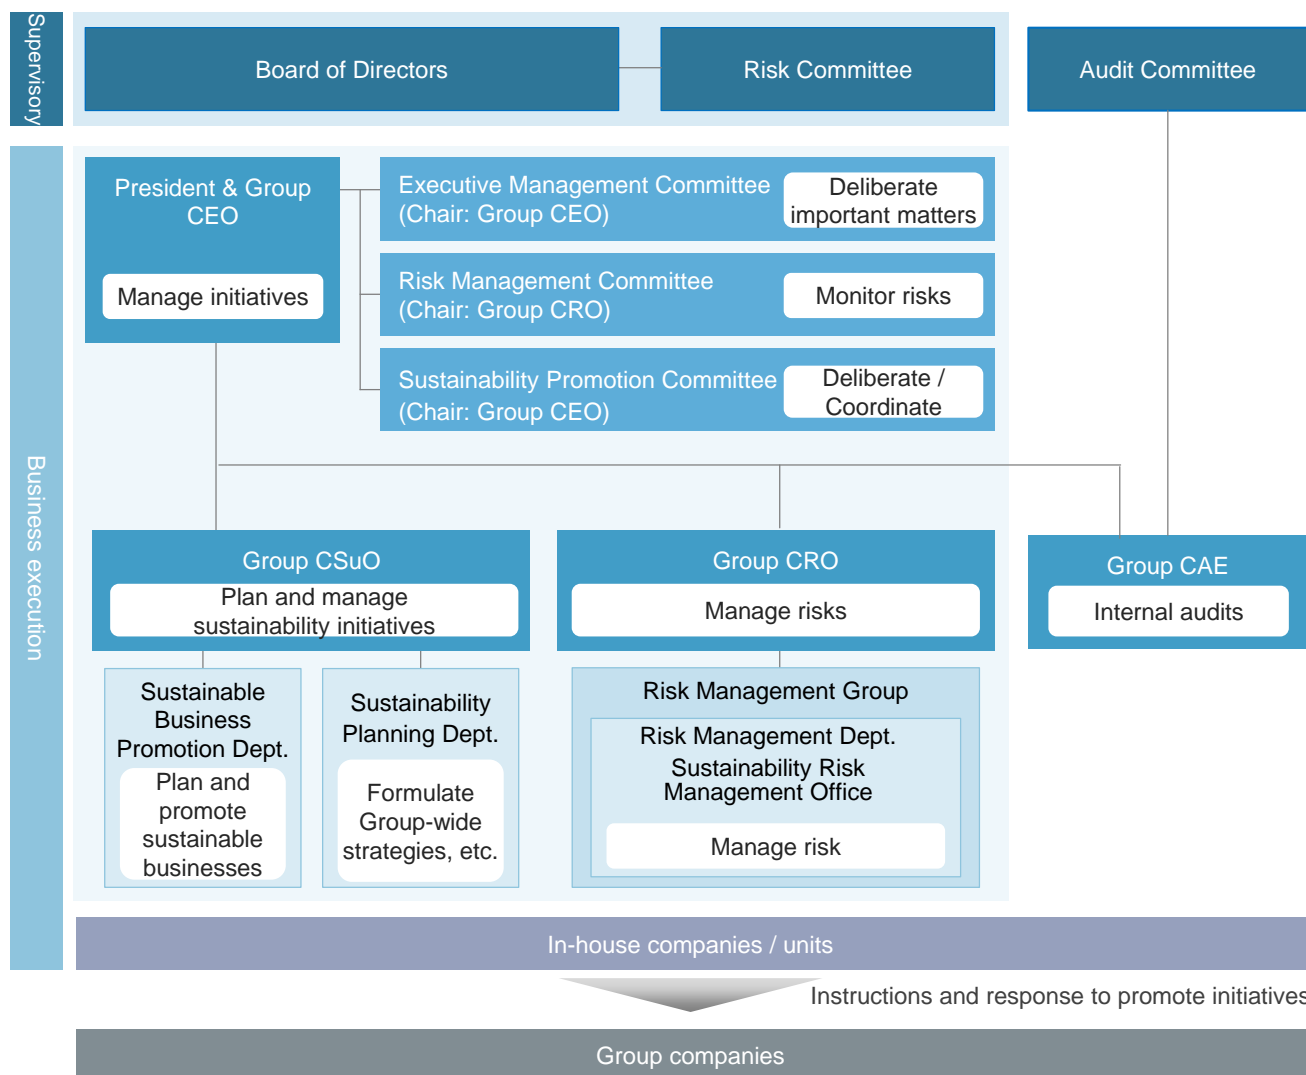 Supervisory
Board of Directors
Risk Committee
Audit Committee
Business execution
President & Group
CEO
Manage initiatives
Executive Management Committee
(Chair: Group CEO)
Deliberate
important matters
Risk Management Committee
(Chair: Group CRO)
Monitor risks
Sustainability Promotion Committee
(Chair: Group CEO)
Deliberate /
Coordinate
Group CSuO
Plan and manage
sustainability initiatives
Group CRO
Manage risks
Group CAE
Internal audits
Sustainable
Business
Promotion Dept.
Plan and
promote
sustainable
businesses
Sustainability
Planning Dept.
Formulate
Group-wide
strategies, etc.
Risk Management Group
Risk Management Dept.
Sustainability Risk
Management Office
Manage risk
In-house companies / units
Instructions and response to promote initiatives
Group companies